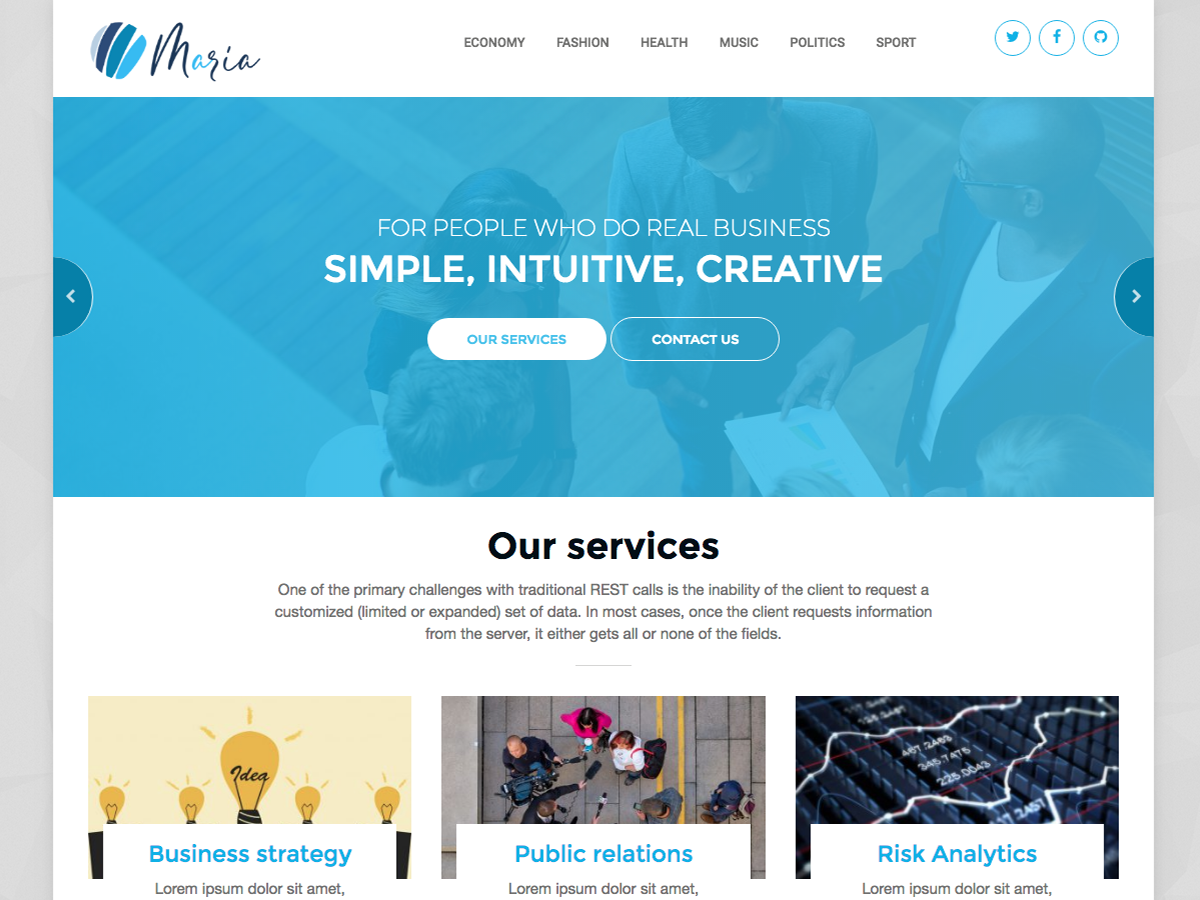 Maria
ECONOMY FASHION HEALTH MUSIC POLITICS SPORT
FOR PEOPLE WHO DO REAL BUSINESS
SIMPLE, INTUITIVE, CREATIVE
OUR SERVICES CONTACT US
Our services
One of the primary challenges with traditional REST calls is the inability of the client to request a
customized (limited or expanded) set of data. In most cases, once the client requests information
from the server, it either gets all or none of the fields.
Idea
345.7475
225.0043
Business strategy Public relations Risk Analytics
Lorem ipsum dolor sit amet, Lorem ipsum dolor sit amet, Lorem ipsum dolor sit amet,